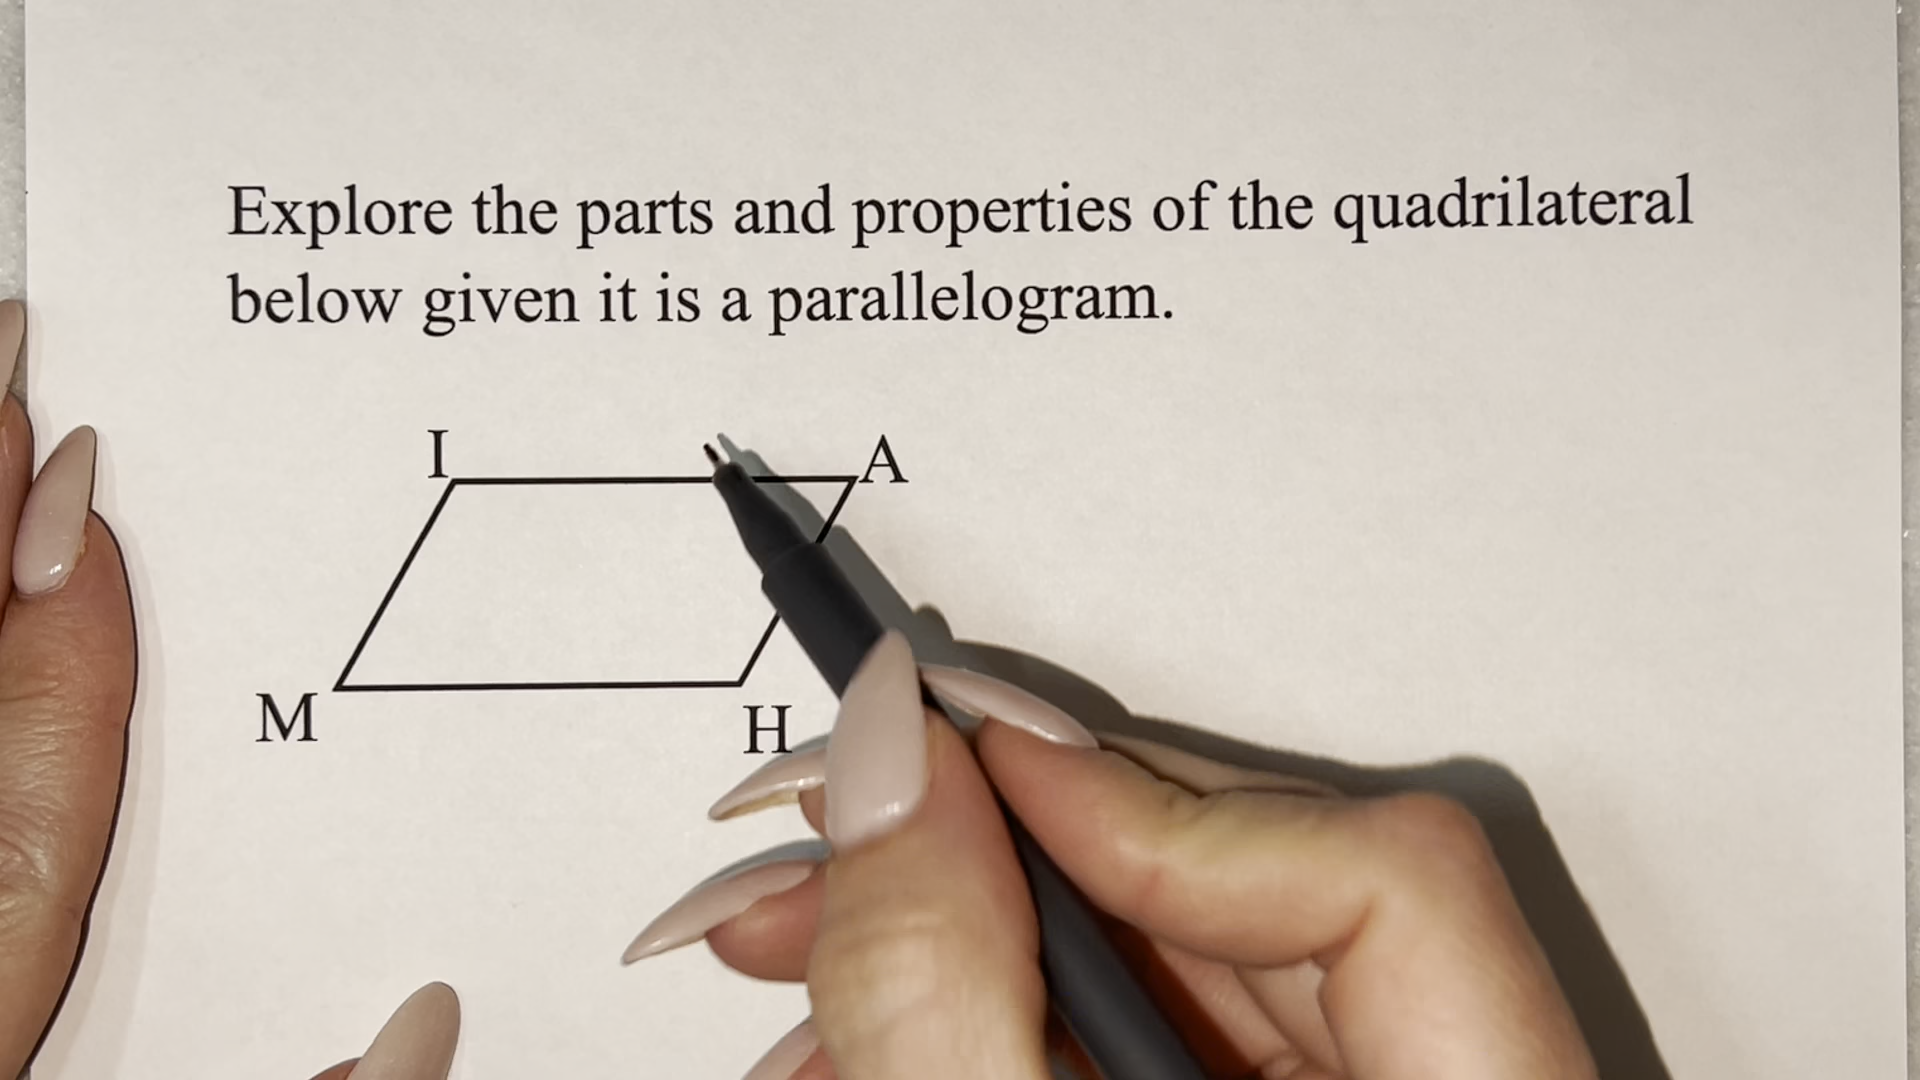 Explore the parts and properties of the quadrilateral
below given it is a parallelogram.
I
A
M
H